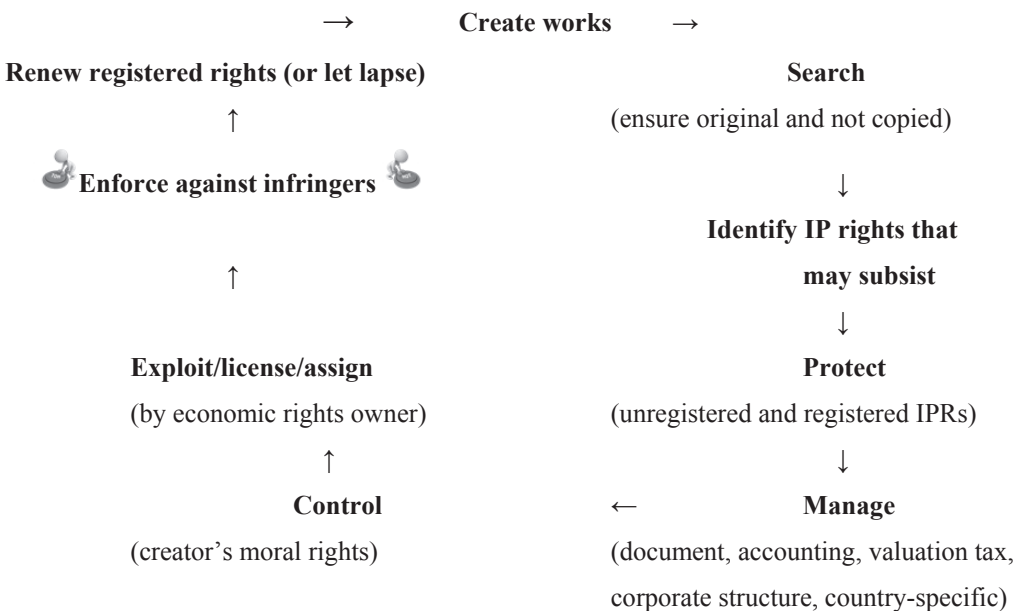 → Create works →
Renew registered rights (or let lapse) Search
↑ (ensure original and not copied)
Enforce against infringers ↓
Identify IP rights that
↑ may subsist
↓
Exploit/license/assign Protect
(by economic rights owner) (unregistered and registered IPRs)
↑ ↓
Control ← Manage
(creator’s moral rights) (document, accounting, valuation tax,
corporate structure, country-specific)